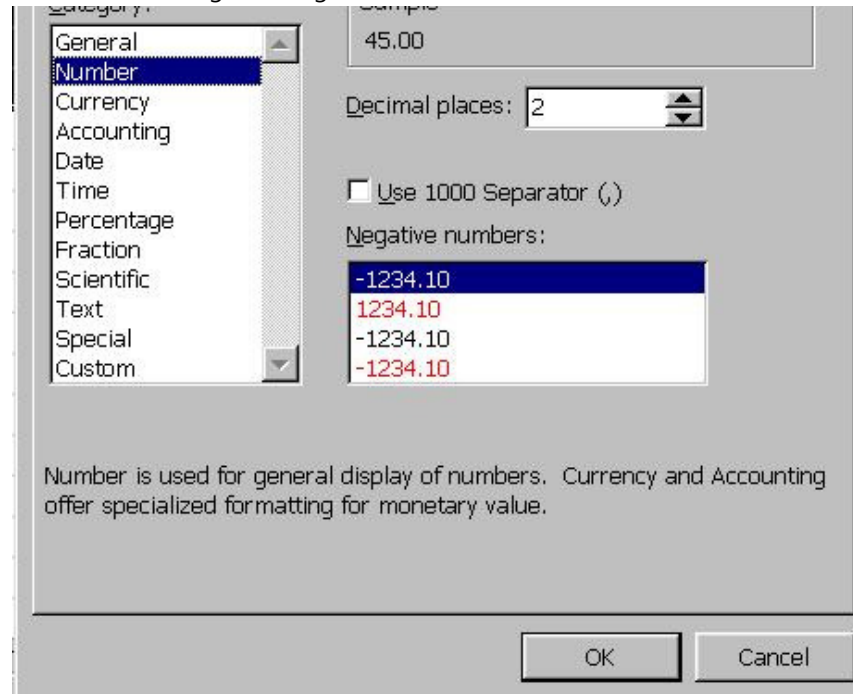 Category:
Sample
General
45.00
Number
Currency
Decimal places: 2
Accounting
Date
Time
Use 1000 Separator (,)
Percentage
Negative numbers:
Fraction
Scientific
-1234.10
Text
1234.10
Special
-1234.10
Custom
-1234.10
Number is used for general display of numbers. Currency and Accounting
offer specialized formatting for monetary value.
OK
Cancel